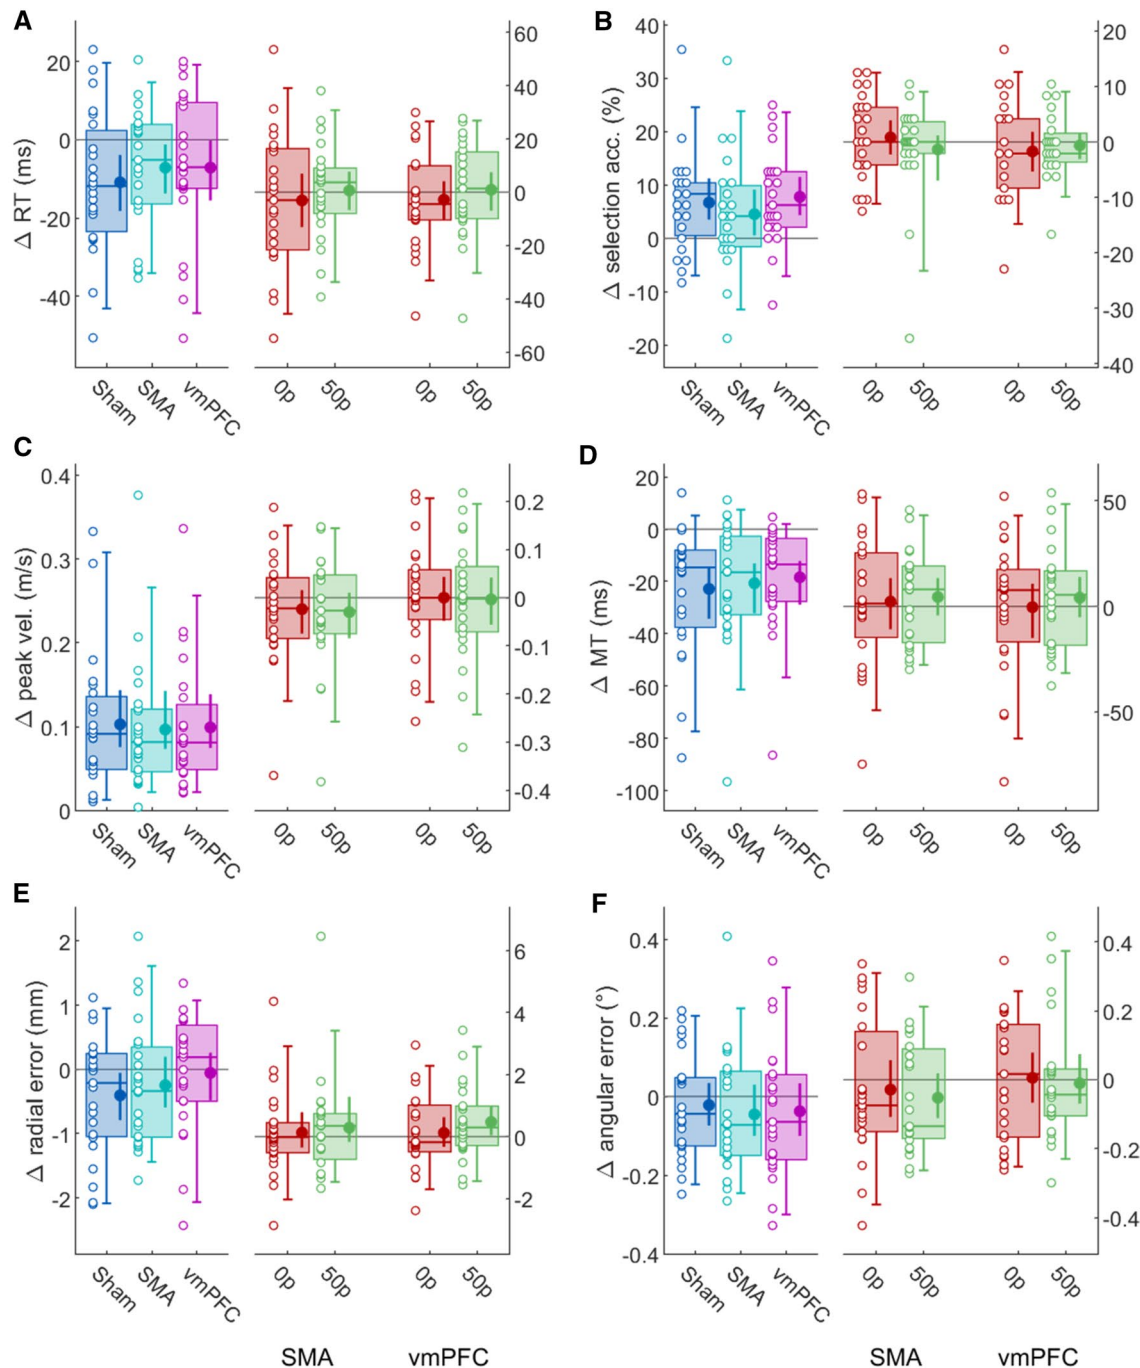 A
B
Δ RT (ms)
20
0
-20
-40
60
40
20
0
-20
-40
-60
Sham
SMA
vmPFC
0p
50p
0p
50p
Δ selection acc. (%)
40
30
20
10
0
-10
-20
20
10
0
-10
-20
-30
-40
Sham
SMA
vmPFC
0p
50p
0p
50p
C
D
Δ peak vel. (m/s)
0.4
0.3
0.2
0.1
0
0.2
0.1
0
-0.1
-0.2
-0.3
-0.4
Sham
SMA
vmPFC
0p
50p
0p
50p
Δ MT (ms)
20
0
-20
-40
-60
-80
-100
50
0
-50
Sham
SMA
vmPFC
0p
50p
0p
50p
E
F
Δ radial error (mm)
2
1
0
-1
-2
6
4
2
0
-2
Sham
SMA
vmPFC
0p
50p
0p
50p
Δ angular error (°)
0.4
0.2
0
-0.2
-0.4
0.4
0.2
0
-0.2
-0.4
Sham
SMA
vmPFC
0p
50p
0p
50p
SMA
vmPFC
SMA
vmPFC